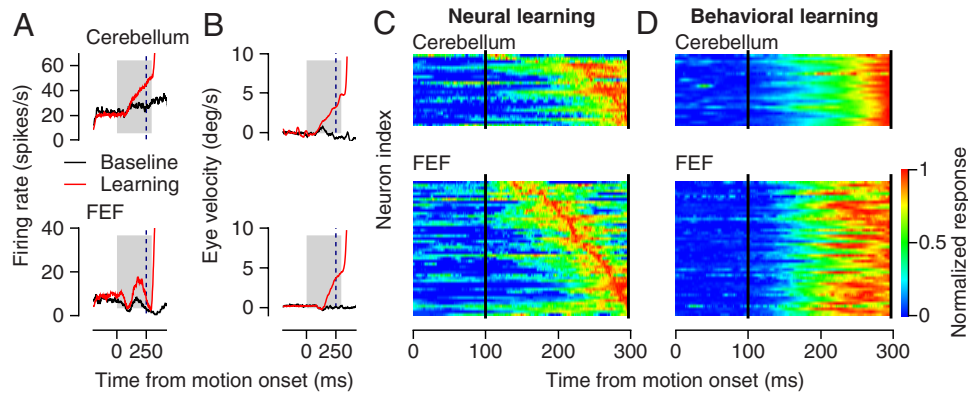 A
B
C
D
Neural learning
Behavioral learning
Cerebellum
Cerebellum
Cerebellum
Firing rate (spikes/s)
60
40
20
0
Eye velocity (deg/s)
10
5
0
Neuron index
Baseline
Learning
FEF
FEF
FEF
40
20
0
10
5
0
Normalized response
1
0.5
0
0 250
0 250
0 100 200 300
0 100 200 300
Time from motion onset (ms)
Time from motion onset (ms)